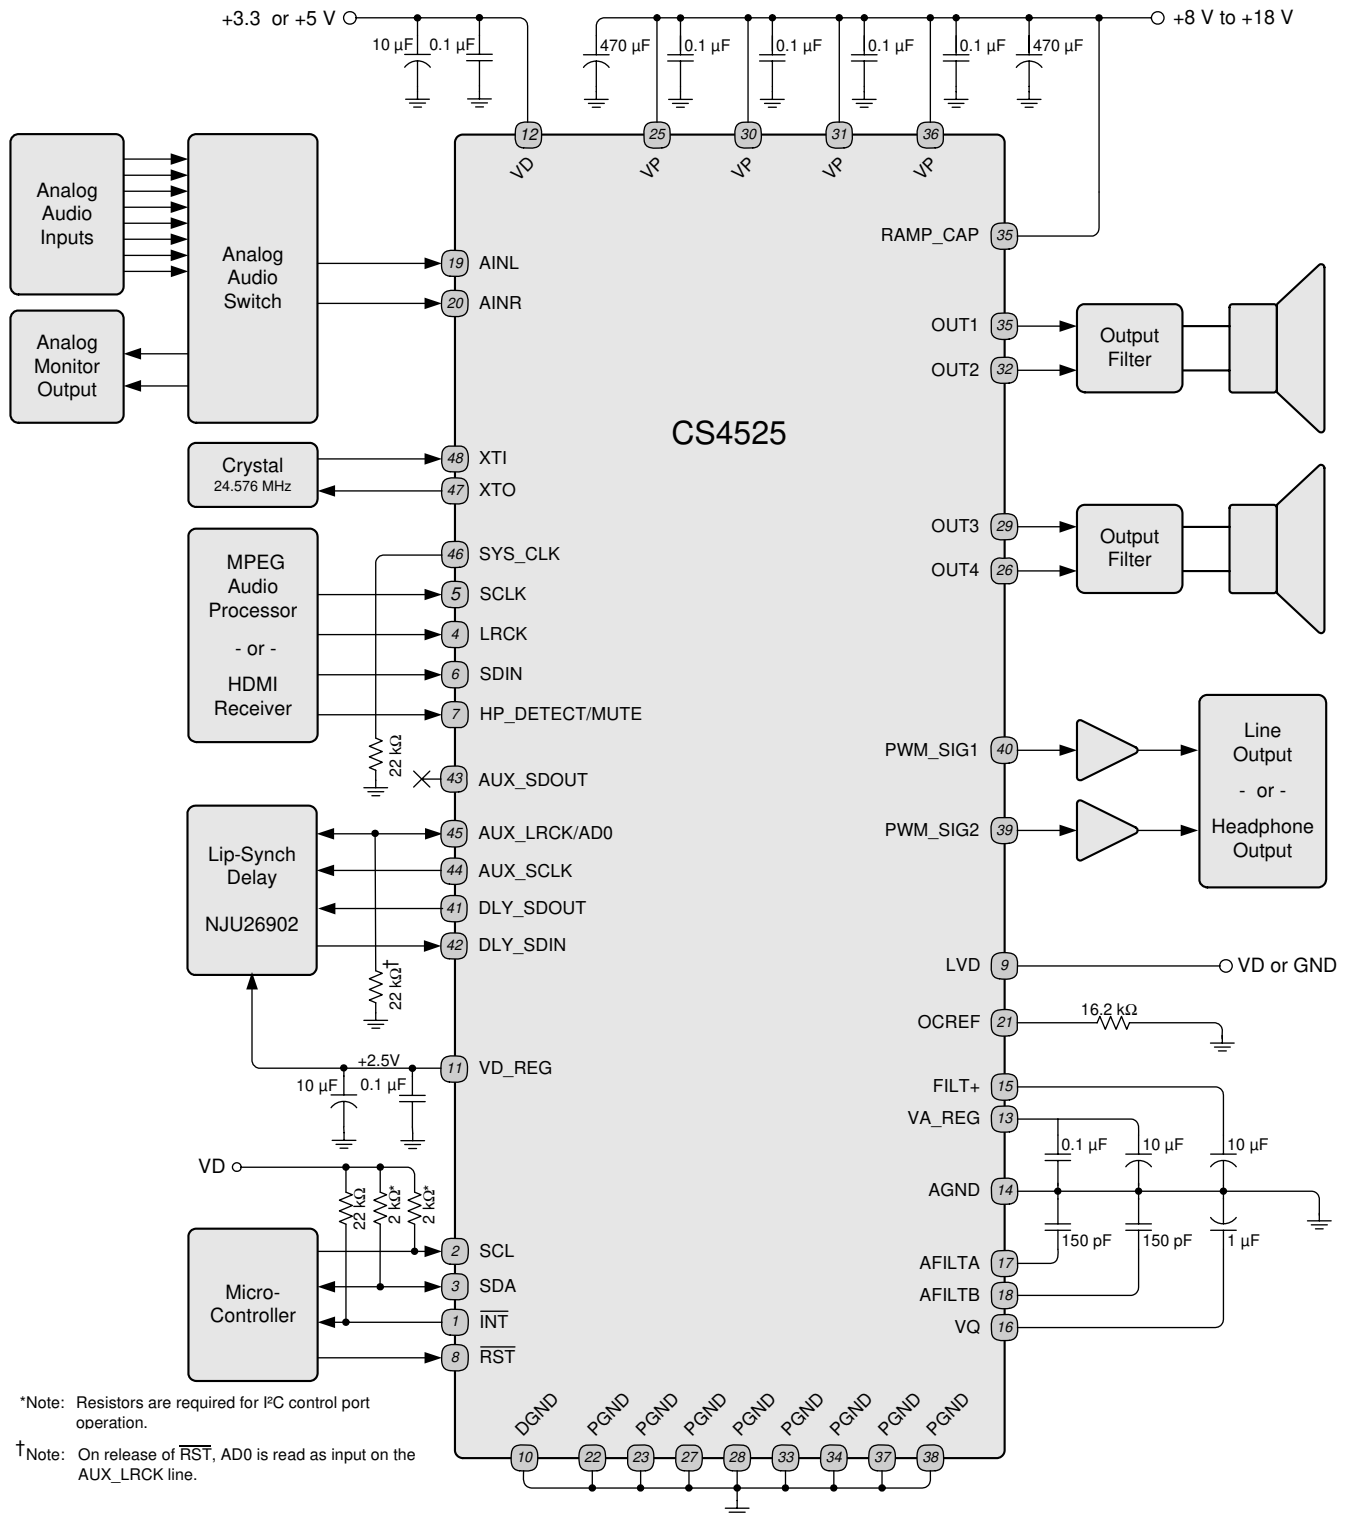 +3.3 or +5 V
+8 V to +18 V
10 µF
0.1 µF
470 µF
0.1 µF
0.1 µF
0.1 µF
0.1 µF
470 µF
12
25
30
31
36
VD
VP
VP
VP
VP
Analog
Audio
Inputs
Analog
Monitor
Output
Analog
Audio
Switch
19 AINL
20 AINR
RAMP_CAP 35
OUT1 35
OUT2 32
Output
Filter
CS4525
Crystal
24.576 MHz
48 XTI
47 XTO
OUT3 29
OUT4 26
Output
Filter
MPEG
Audio
Processor
- or -
HDMI
Receiver
46 SYS_CLK
5 SCLK
4 LRCK
6 SDIN
7 HP_DETECT/MUTE
22 kΩ
43 AUX_SDOUT
PWM_SIG1 40
PWM_SIG2 39
Line
Output
- or -
Headphone
Output
Lip-Synch
Delay
NJU26902
45 AUX_LRCK/AD0
44 AUX_SCLK
41 DLY_SDOUT
42 DLY_SDIN
22 kΩ†
LVD 9
VD or GND
OCREF 21
16.2 kΩ
+2.5V
11 VD_REG
10 µF
0.1 µF
FILT+ 15
VA_REG 13
0.1 µF
10 µF
10 µF
AGND 14
150 pF
150 pF
1 µF
AFILTA 17
AFILTB 18
VQ 16
VD
22 kΩ
2 kΩ*
2 kΩ*
Micro-
Controller
2 SCL
3 SDA
1 INT
8 RST
*Note: Resistors are required for I²C control port
operation.
†Note: On release of RST, AD0 is read as input on the
AUX_LRCK line.
DGND
PGND
PGND
PGND
PGND
PGND
PGND
PGND
PGND
10
22
23
27
28
33
34
37
38